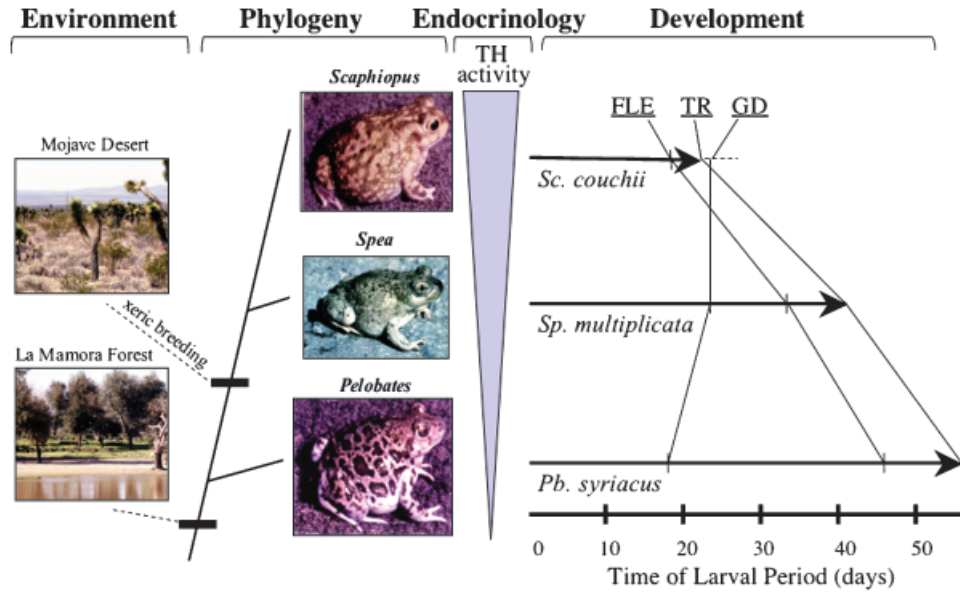 Environment Phylogeny Endocrinology Development
TH
activity
Scaphiopus
FLE TR GD
Mojave Desert
Sc. couchii
Spea
xeric breeding
Sp. multiplicata
La Mamora Forest
Pelobates
Pb. syriacus
0 10 20 30 40 50
Time of Larval Period (days)